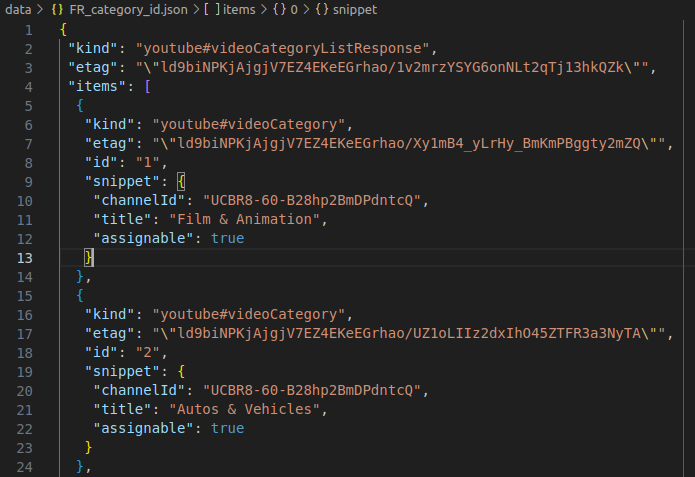 data > FR_category_id.json > [ ] items > { } 0 > { } snippet
1 {
2 "kind": "youtube#videoCategoryListResponse",
3 "etag": "\"ld9biNPKjAjgjV7EZ4EKeEGrhao/1v2mrzYSYG6onNLt2qTj13hkQZk\"",
4 "items": [
5 {
6 "kind": "youtube#videoCategory",
7 "etag": "\"ld9biNPKjAjgjV7EZ4EKeEGrhao/Xy1mB4_yLrHy_BmKmPBggty2mZQ\"",
8 "id": "1",
9 "snippet": {
10 "channelId": "UCBR8-60-B28hp2BmDPdntcQ",
11 "title": "Film & Animation",
12 "assignable": true
13 }
14 },
15 {
16 "kind": "youtube#videoCategory",
17 "etag": "\"ld9biNPKjAjgjV7EZ4EKeEGrhao/UZ1oLIIz2dxIhO45ZTFR3a3NyTA\"",
18 "id": "2",
19 "snippet": {
20 "channelId": "UCBR8-60-B28hp2BmDPdntcQ",
21 "title": "Autos & Vehicles",
22 "assignable": true
23 }
24 },